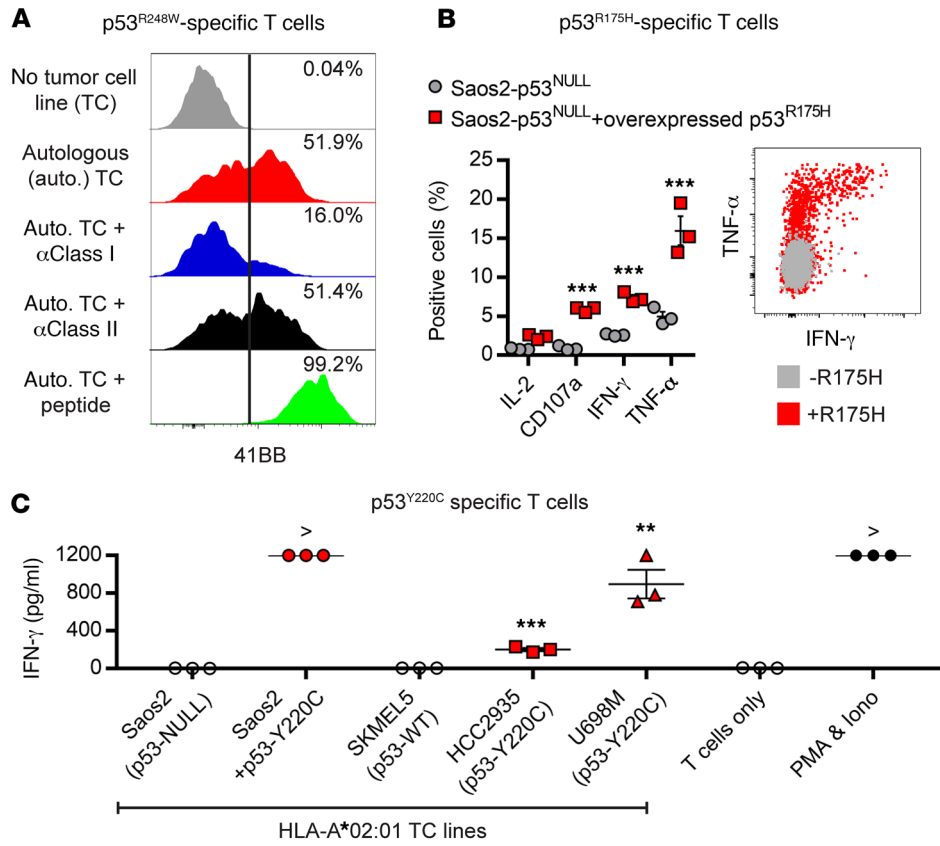 A
p53R248W-specific T cells
No tumor cell
line (TC)
0.04%
Autologous
(auto.) TC
51.9%
Auto. TC +
αClass I
16.0%
Auto. TC +
αClass II
51.4%
Auto. TC +
peptide
99.2%
41BB
B
p53R175H-specific T cells
Saos2-p53NULL
Saos2-p53NULL+overexpressed p53R175H
Positive cells (%)
25
20
15
10
5
0
***
***
***
IL-2
CD107a
IFN-γ
TNF-α
TNF-α
IFN-γ
-R175H
+R175H
C
p53Y220C specific T cells
IFN-γ (pg/ml)
1200
800
400
0
>
***
**
>
Saos2
(p53-NULL)
Saos2
+p53-Y220C
SKMEL5
(p53-WT)
HCC2935
(p53-Y220C)
U698M
(p53-Y220C)
T cells only
PMA & Iono
HLA-A*02:01 TC lines